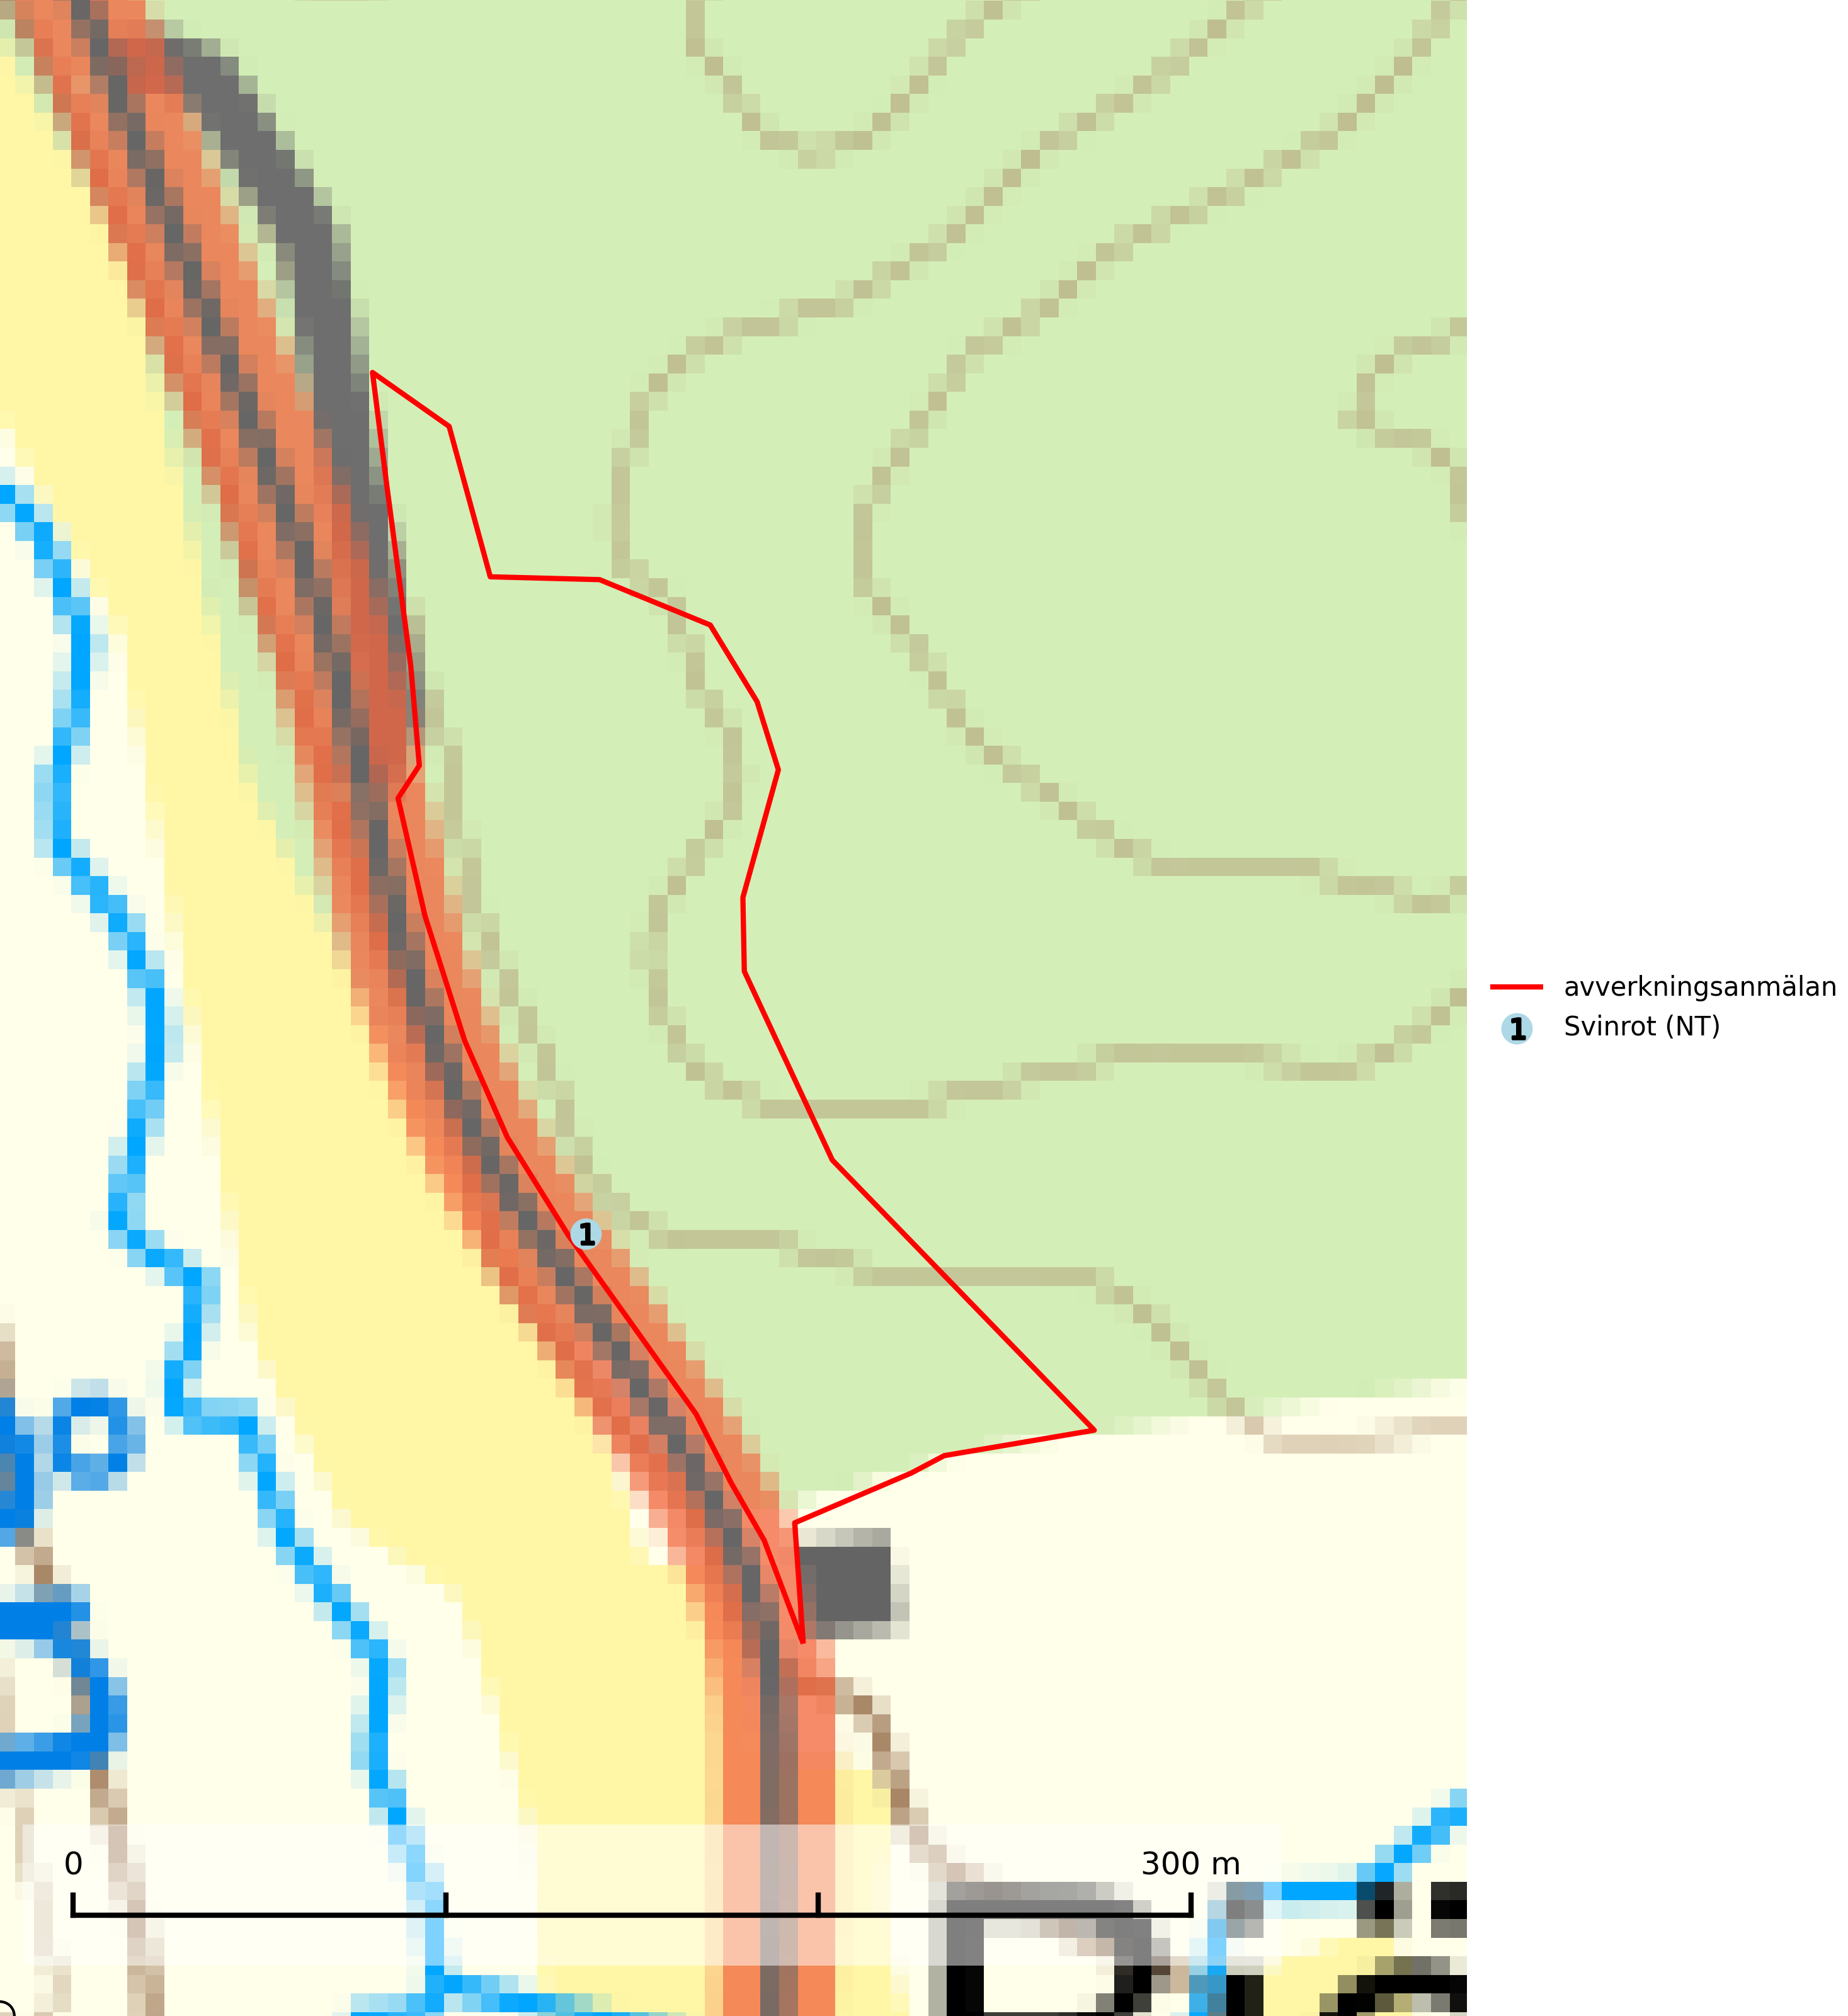 avverkningsanmälan
1 Svinrot (NT)
1
0 300 m